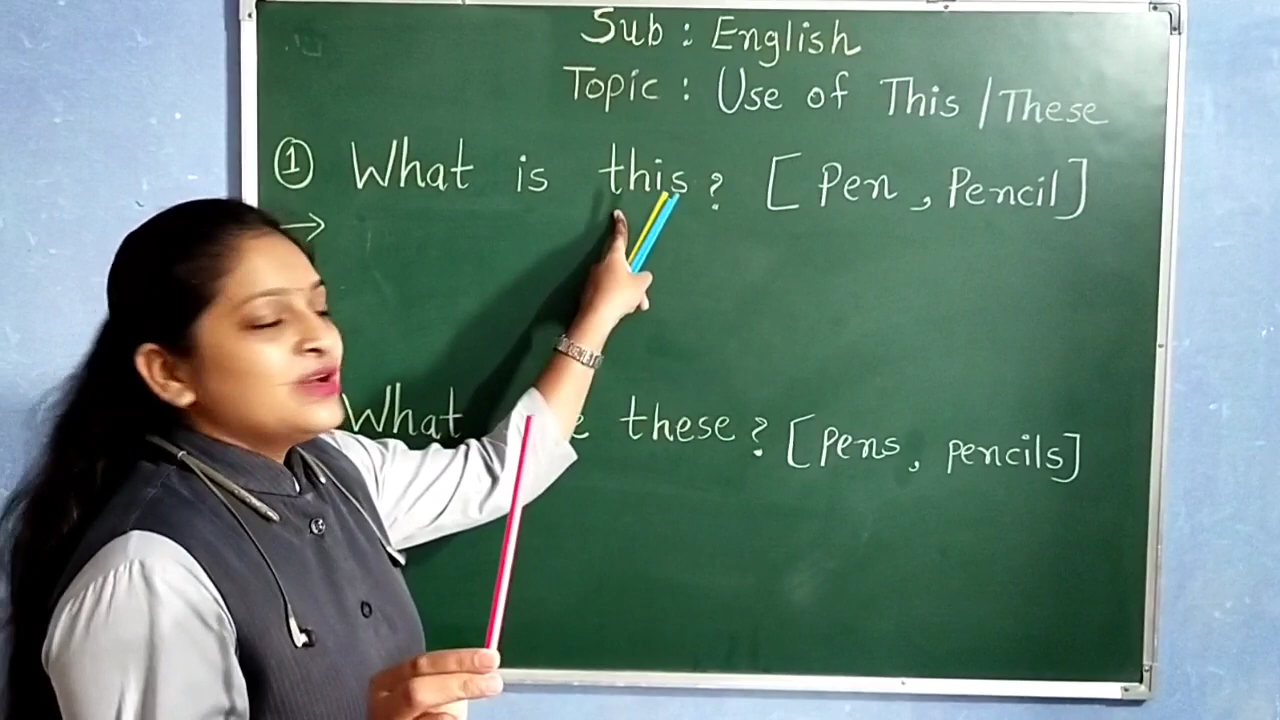 Sub : English
Topic : Use of This / These
① What is this ? [ Pen , Pencil ]
→
What these ? [ pens , pencils ]